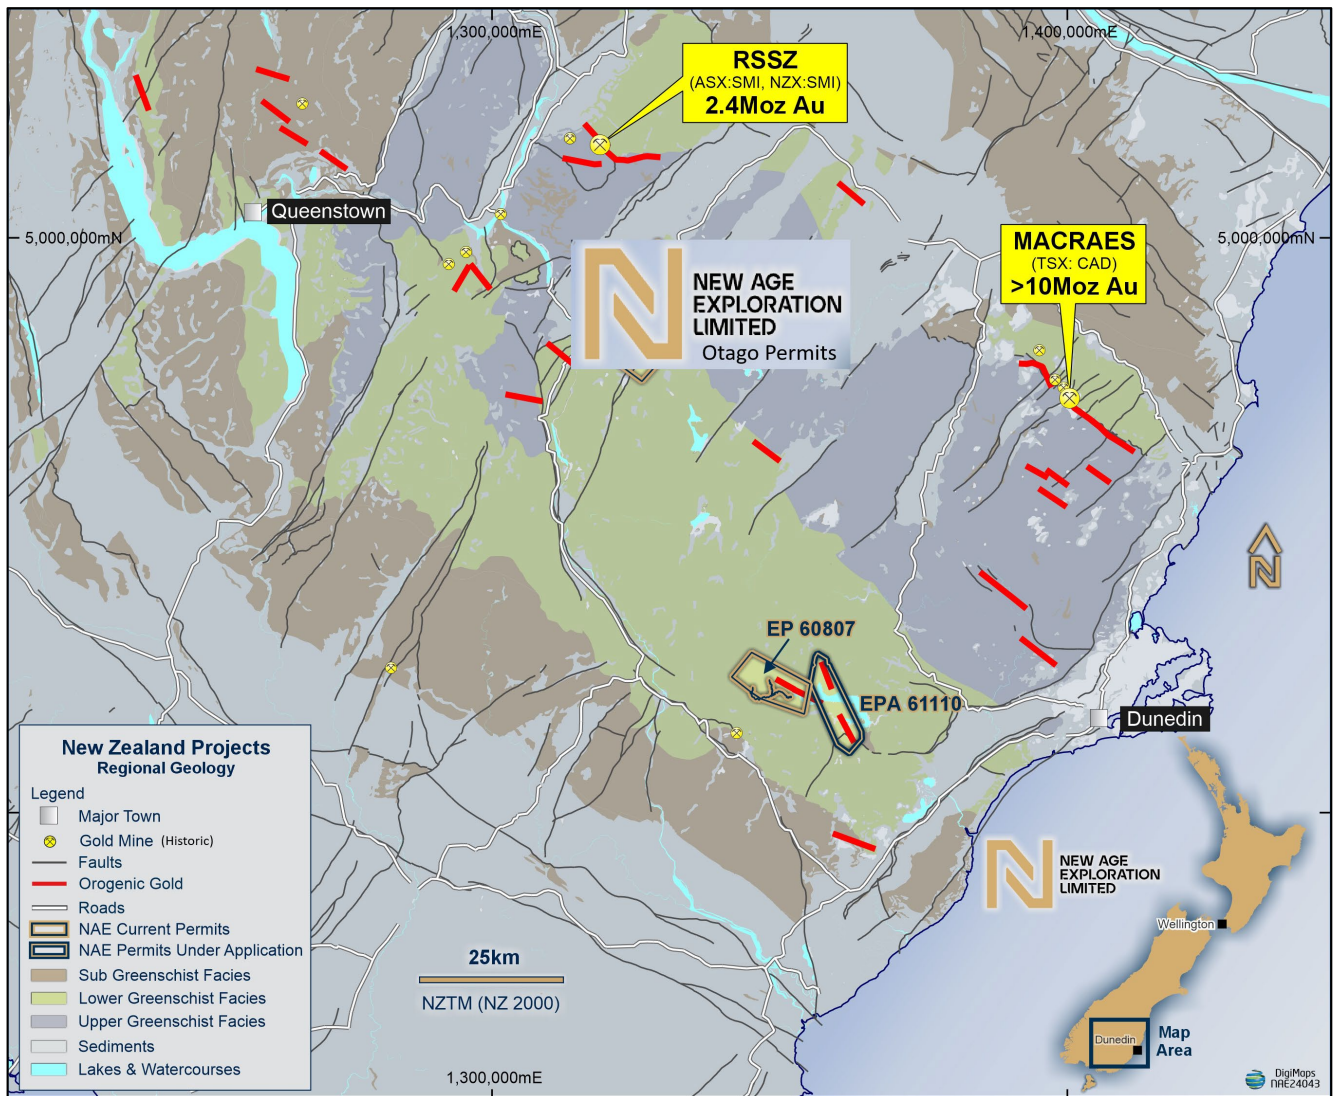 1,300,000mE
1,400,000mE
RSSZ
(ASX:SMI, NZX:SMI)
2.4Moz Au
Queenstown
5,000,000mN
MACRAES
(TSX: CAD)
>10Moz Au
5,000,000mN
NEW AGE
EXPLORATION
LIMITED
Otago Permits
N
EP 60807
EPA 61110
Dunedin
New Zealand Projects
Regional Geology
Legend
Major Town
Gold Mine (Historic)
Faults
Orogenic Gold
Roads
NAE Current Permits
NAE Permits Under Application
Sub Greenschist Facies
Lower Greenschist Facies
Upper Greenschist Facies
Sediments
Lakes & Watercourses
25km
NZTM (NZ 2000)
NEW AGE
EXPLORATION
LIMITED
Wellington
Dunedin
Map
Area
1,300,000mE
DigiMaps
NAE24043